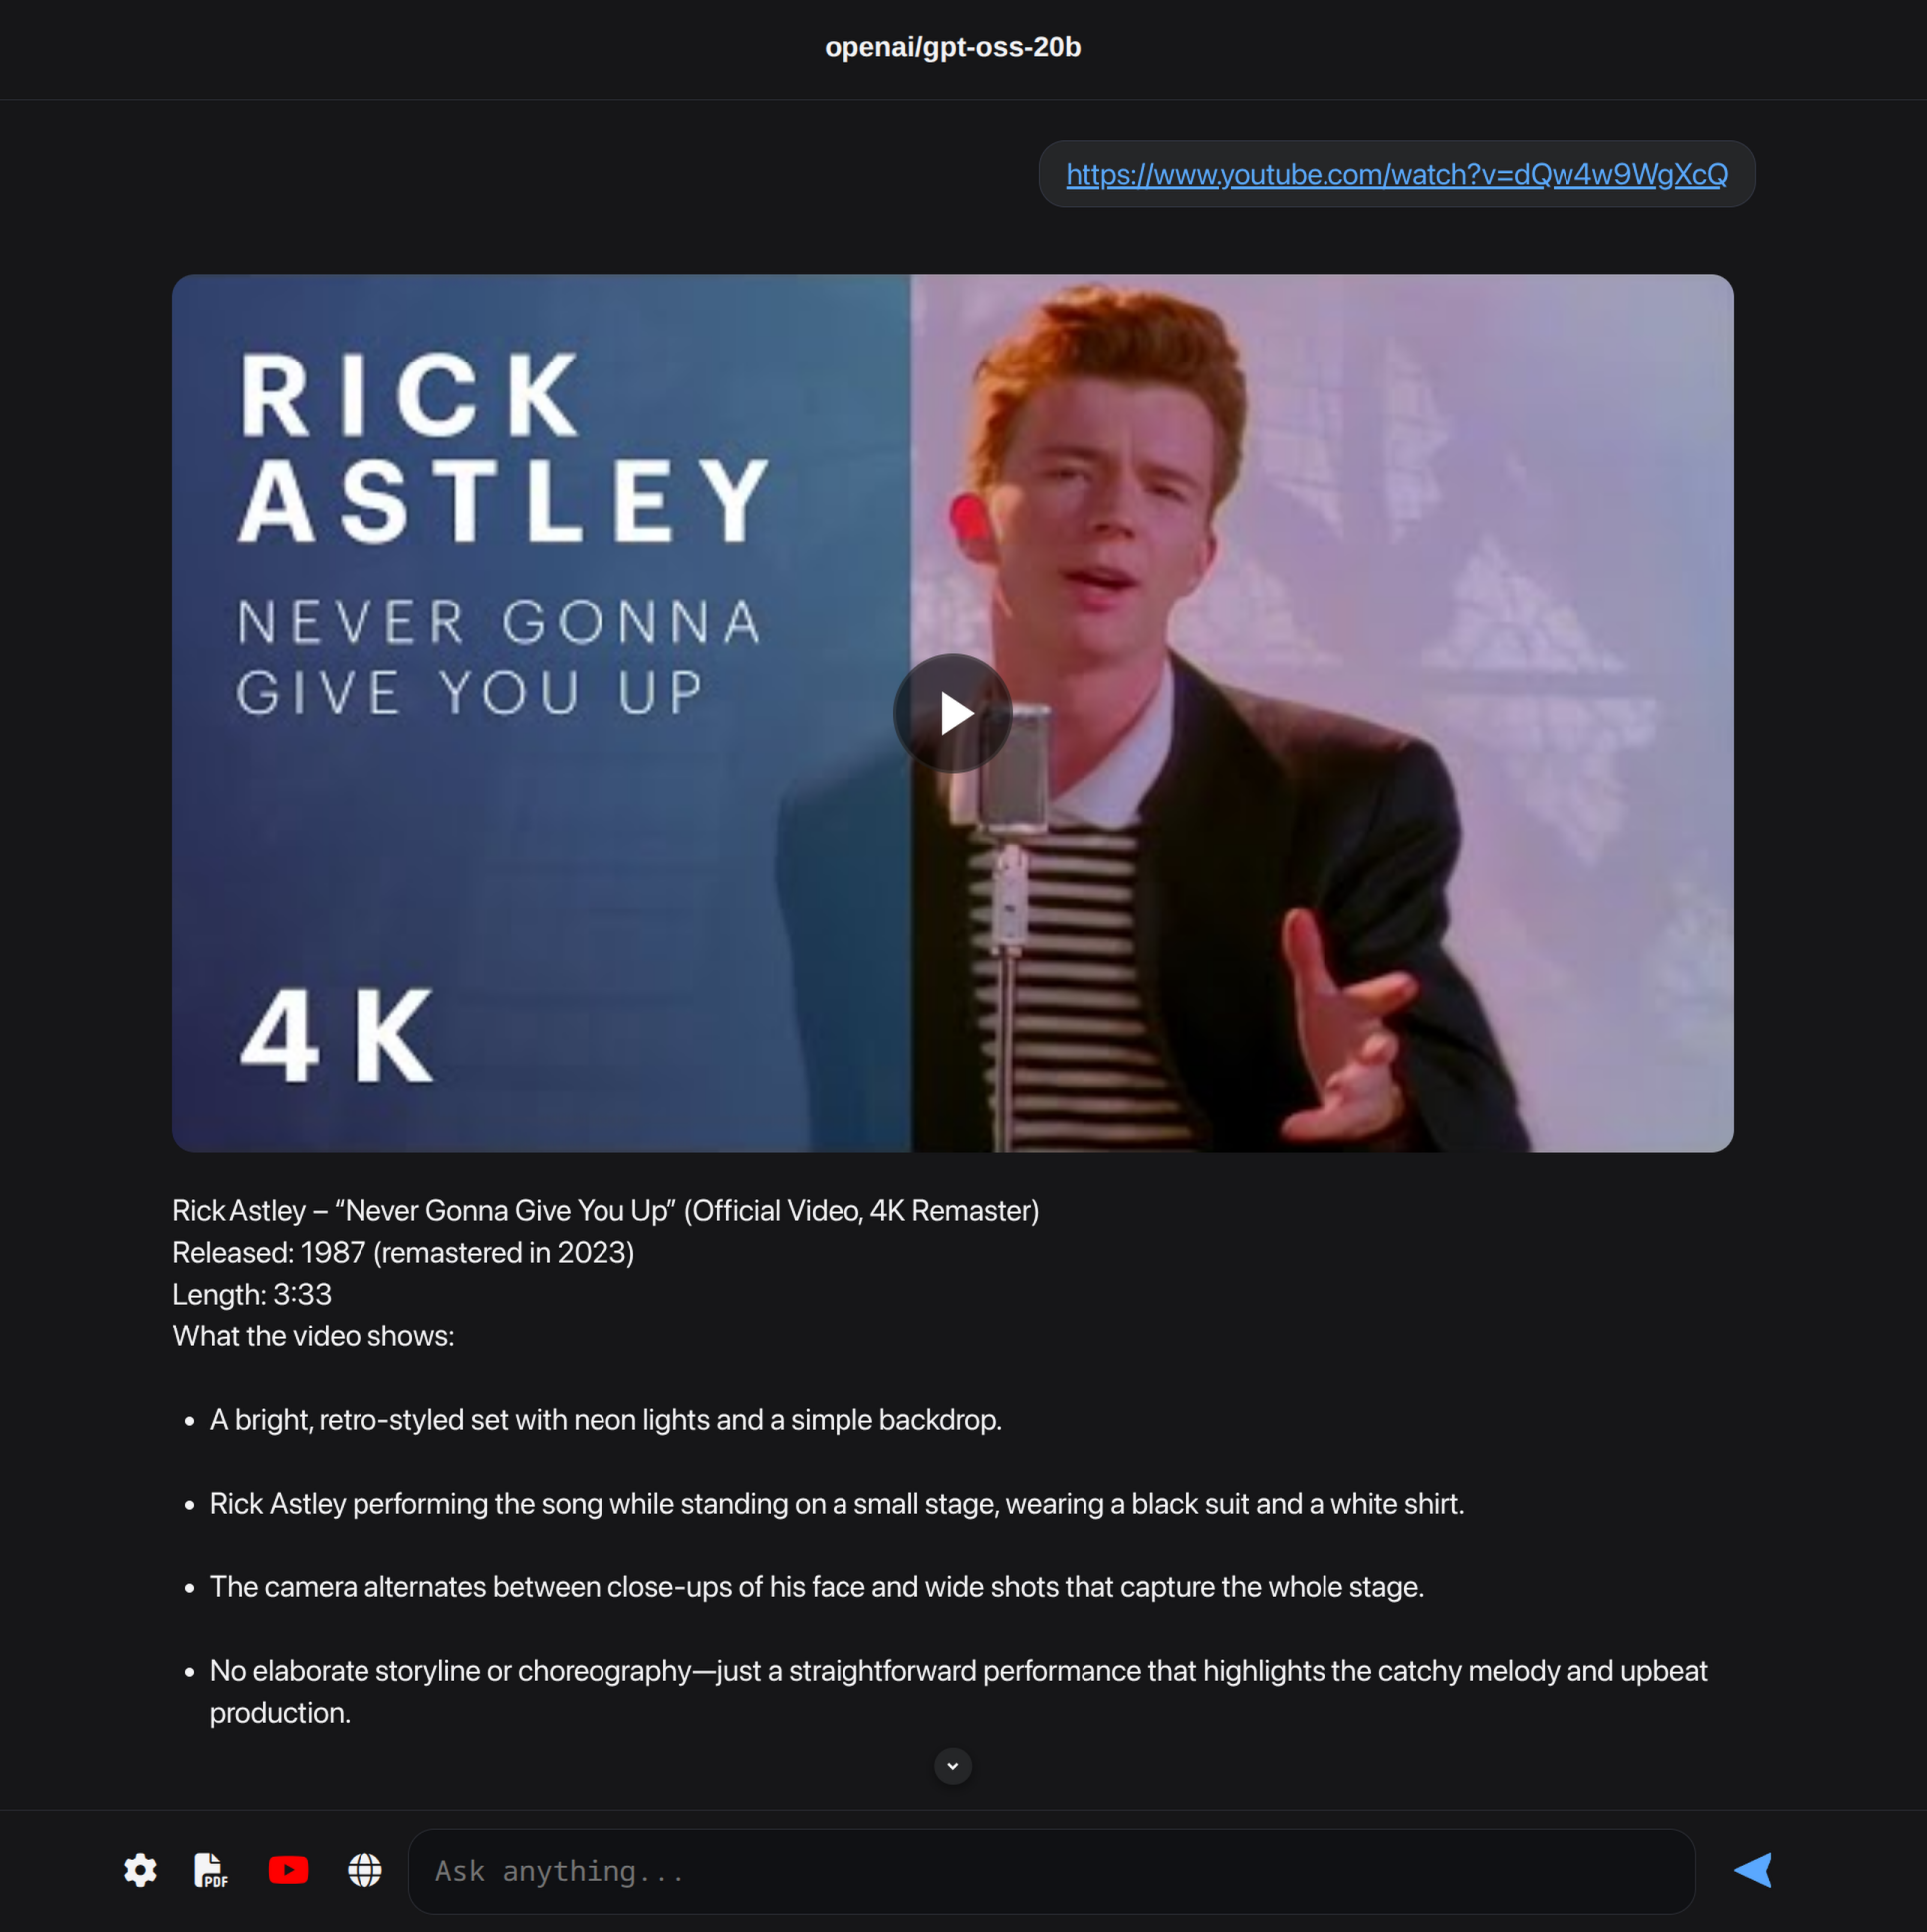 openai/gpt-oss-20b
https://www.youtube.com/watch?v=dQw4w9WgXcQ
RICK
ASTLEY
NEVER GONNA
GIVE YOU UP
4K
Rick Astley – “Never Gonna Give You Up” (Official Video, 4K Remaster)
Released: 1987 (remastered in 2023)
Length: 3:33
What the video shows:
• A bright, retro-styled set with neon lights and a simple backdrop.
• Rick Astley performing the song while standing on a small stage, wearing a black suit and a white shirt.
• The camera alternates between close-ups of his face and wide shots that capture the whole stage.
• No elaborate storyline or choreography—just a straightforward performance that highlights the catchy melody and upbeat
production.
PDF
Ask anything...